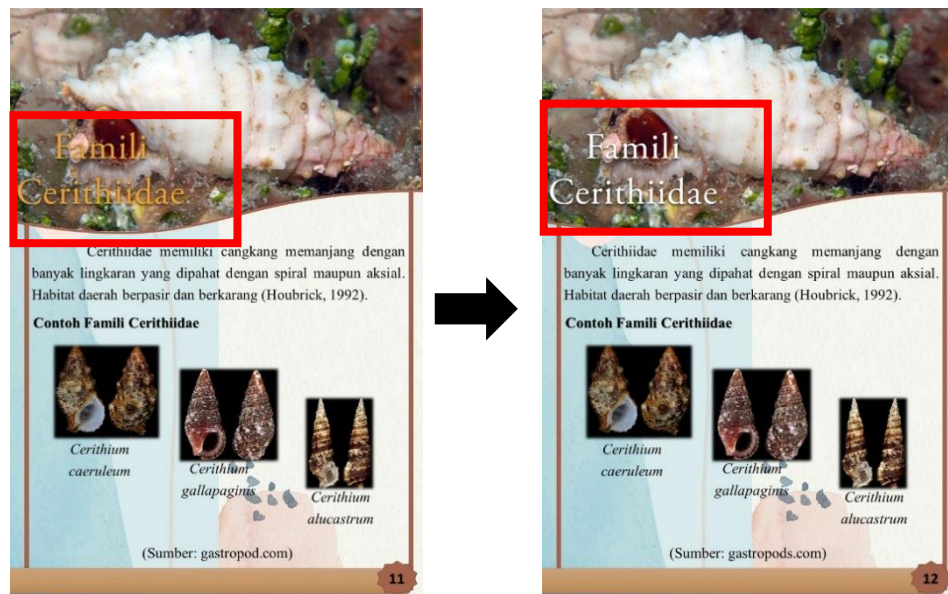 Famili
Cerithiidae.
Cerithiidae memiliki cangkang memanjang dengan
banyak lingkaran yang dipahat dengan spiral maupun aksial.
Habitat daerah berpasir dan berkarang (Houbrick, 1992).
Contoh Famili Cerithiidae
Cerithium
caeruleum
Cerithium
gallapaginis
Cerithium
alucastrum
(Sumber: gastropod.com)
11
Famili
Cerithiidae.
Cerithiidae memiliki cangkang memanjang dengan
banyak lingkaran yang dipahat dengan spiral maupun aksial.
Habitat daerah berpasir dan berkarang (Houbrick, 1992).
Contoh Famili Cerithiidae
Cerithium
caeruleum
Cerithium
gallapaginis
Cerithium
alucastrum
(Sumber: gastropods.com)
12